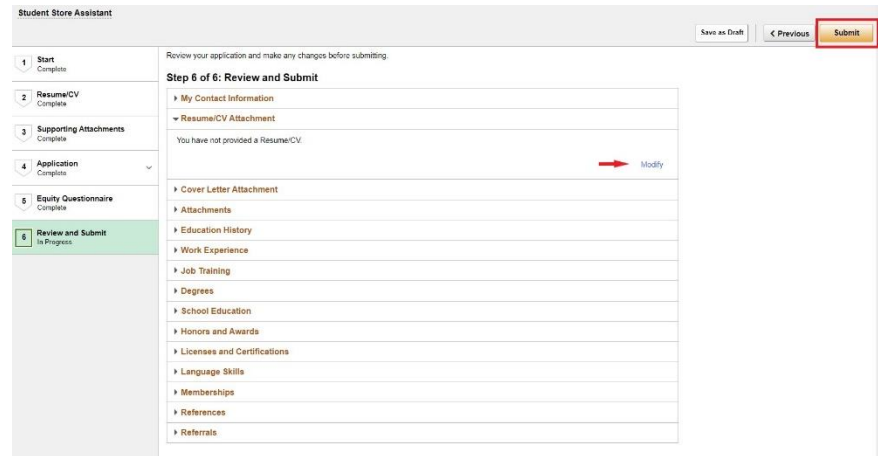 Student Store Assistant
Save as Draft
Previous
Submit
1 Start
Complete
2 Resume/CV
Complete
3 Supporting Attachments
Complete
4 Application
Complete
5 Equity Questionnaire
Complete
6 Review and Submit
In Progress
Review your application and make any changes before submitting.
Step 6 of 6: Review and Submit
My Contact Information
Resume/CV Attachment
You have not provided a Resume/CV.
Modify
Cover Letter Attachment
Attachments
Education History
Work Experience
Job Training
Degrees
School Education
Honors and Awards
Licenses and Certifications
Language Skills
Memberships
References
Referrals